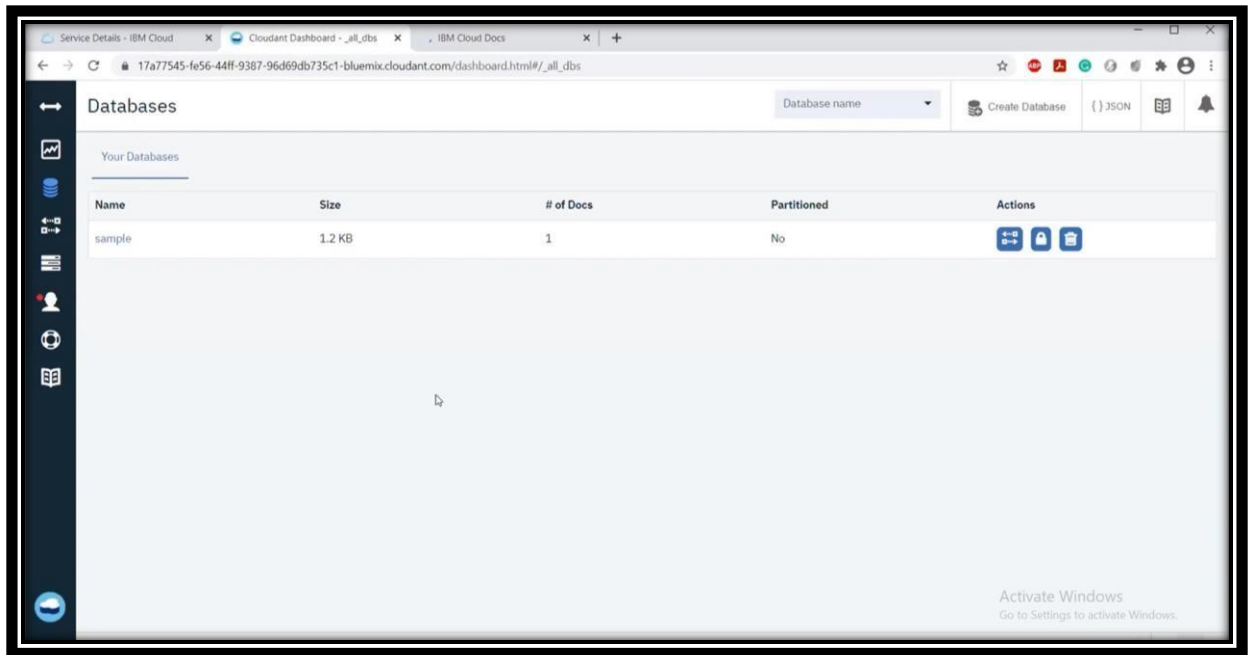 Service Details - IBM Cloud
Cloudant Dashboard - _all_dbs
IBM Cloud Docs
17a77545-fe56-44ff-9387-96d69db735c1-bluemix.cloudant.com/dashboard.html#/_all_dbs
ABP
Databases
Database name
Create Database
{ } JSON
Your Databases
Name Size # of Docs Partitioned Actions
sample 1.2 KB 1 No
Activate Windows
Go to Settings to activate Windows.